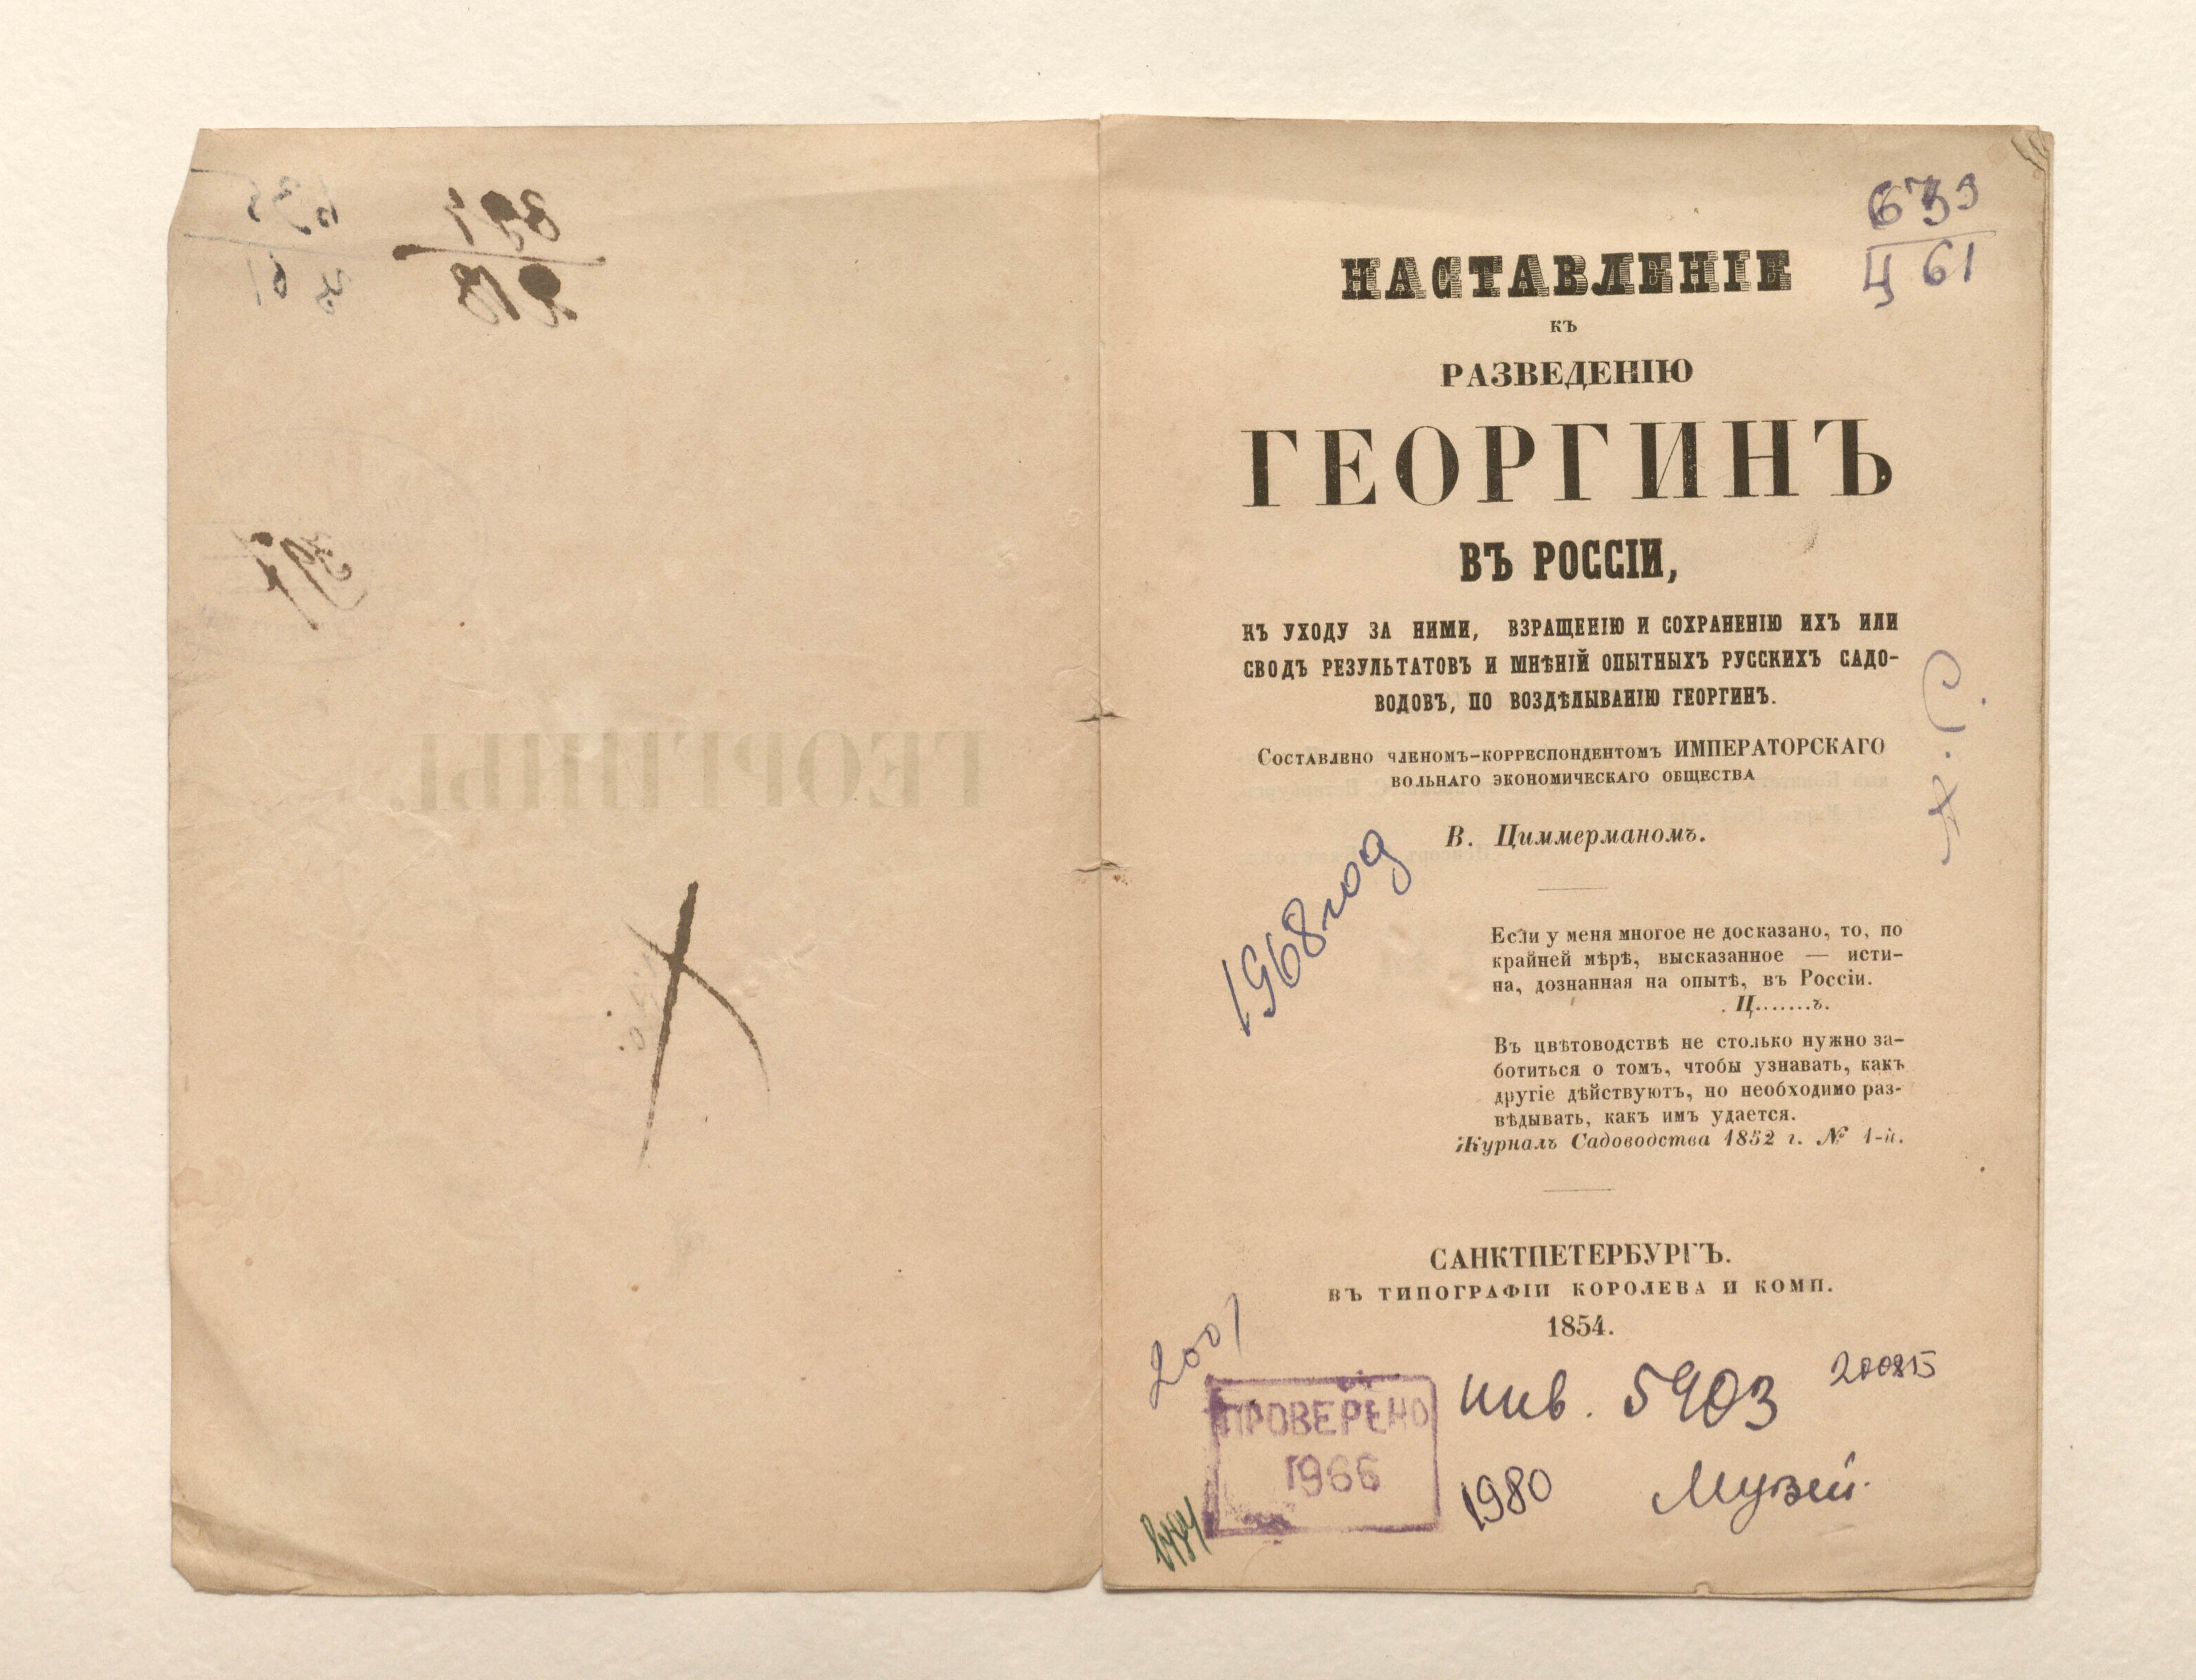 ГЕОРГИНЫ.
635
Ц 61
НАСТАВЛЕНІЕ
КЪ
РАЗВЕДЕНІЮ
ГЕОРГИНЪ
ВЪ РОССІИ,
КЪ УХОДУ ЗА НИМИ, ВЗРАЩЕНІЮ И СОХРАНЕНІЮ ИХЪ ИЛИ
СВОДЪ РЕЗУЛЬТАТОВЪ И МНѢНІЙ ОПЫТНЫХЪ РУССКИХЪ САДО-
ВОДОВЪ, ПО ВОЗДѢЛЫВАНІЮ ГЕОРГИНЪ.
Составлено членомъ-корреспондентомъ ИМПЕРАТОРСКАГО
вольнаго экономическаго общества
В. Циммерманомъ.
1968 год
Если у меня многое не досказано, то, по
крайней мѣрѣ, высказанное — исти-
на, дознанная на опытѣ, въ Россіи.
Ц.......ъ.
Въ цвѣтоводствѣ не столько нужно за-
ботиться о томъ, чтобы узнавать, какъ
другіе дѣйствуютъ, но необходимо раз-
вѣдывать, какъ имъ удается.
Журналъ Садоводства 1852 г. № 1-й.
САНКТПЕТЕРБУРГЪ.
ВЪ ТИПОГРАФІИ КОРОЛЕВА И КОМП.
1854.
2001
ПРОВЕРЕНО
1966
инв. 5903
1980 Музей